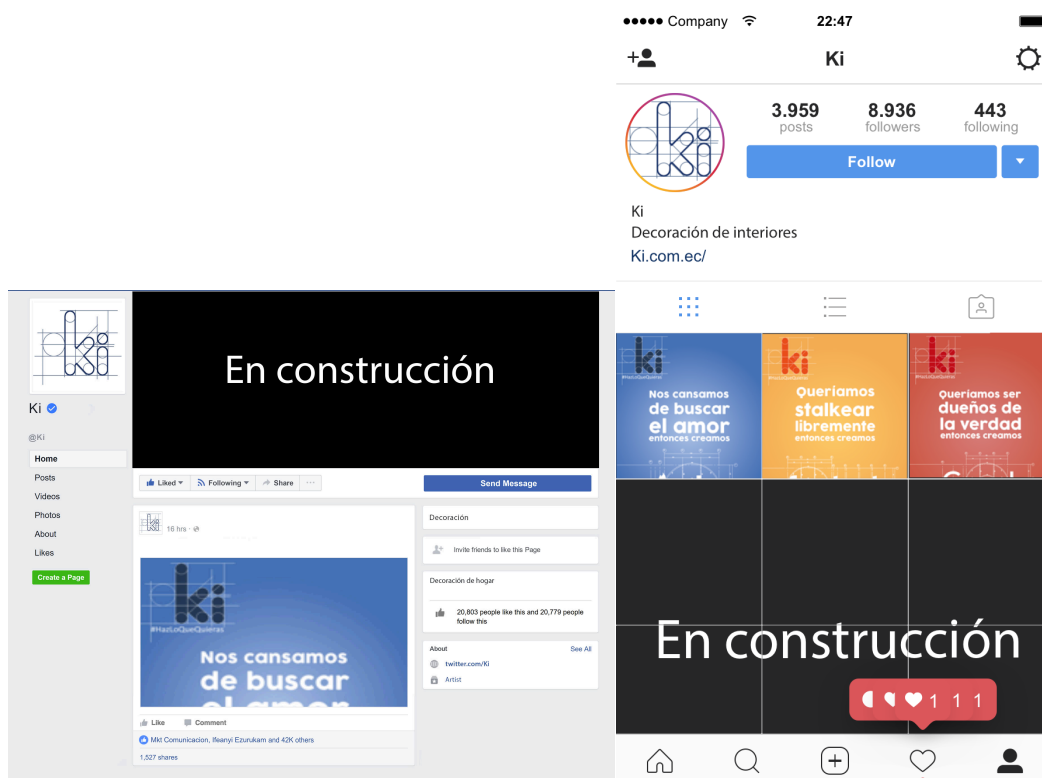 Company
22:47
Ki
3.959
posts
8.936
followers
443
following
Follow
Ki
Decoración de interiores
Ki.com.ec/
ki
#HazLoQueQuieras
Nos cansamos
de buscar
el amor
entonces creamos
ki
#HazLoQueQuieras
Queríamos
stalkear
libremente
entonces creamos
ki
#HazLoQueQuieras
Queríamos ser
dueños de
la verdad
entonces creamos
En construcción
1 1 1
ki
Ki
@Ki
Home
Posts
Videos
Photos
About
Likes
Create a Page
En construcción
Liked
Following
Share
Send Message
16 hrs
ki
#HazLoQueQuieras
Nos cansamos
de buscar
el amor
Like
Comment
Mkt Comunicacion, Ifeanyi Ezurukam and 42K others
1,527 shares
Decoración
Invite friends to like this Page
Decoración de hogar
20,803 people like this and 20,779 people
follow this
About
See All
twitter.com/Ki
Artist